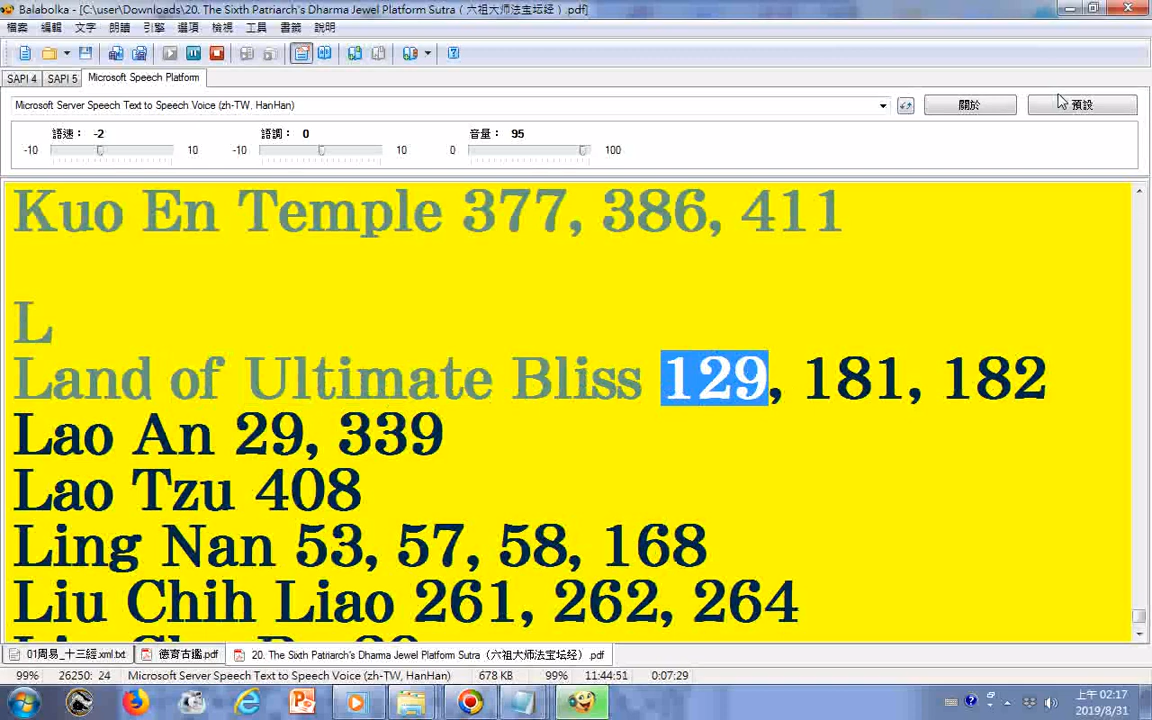 Balabolka - [C:\user\Downloads\20. The Sixth Patriarch's Dharma Jewel Platform Sutra（六祖大师法宝坛经）.pdf]
檔案 編輯 文字 朗讀 引擎 選項 檢視 工具 書籤 說明
SAPI 4 SAPI 5 Microsoft Speech Platform
Microsoft Server Speech Text to Speech Voice (zh-TW, HanHan) 關於 預設
語速： -2 語調： 0 音量： 95
-10 10 -10 10 0 100
Kuo En Temple 377, 386, 411
L
Land of Ultimate Bliss 129, 181, 182
Lao An 29, 339
Lao Tzu 408
Ling Nan 53, 57, 58, 168
Liu Chih Liao 261, 262, 264
01周易_十三經.xml.txt 德育古鑑.pdf 20. The Sixth Patriarch's Dharma Jewel Platform Sutra（六祖大师法宝坛经）.pdf
99% 26250: 24 Microsoft Server Speech Text to Speech Voice (zh-TW, HanHan) 678 KB 99% 11:44:51 0:07:29
上午 02:17
2019/8/31